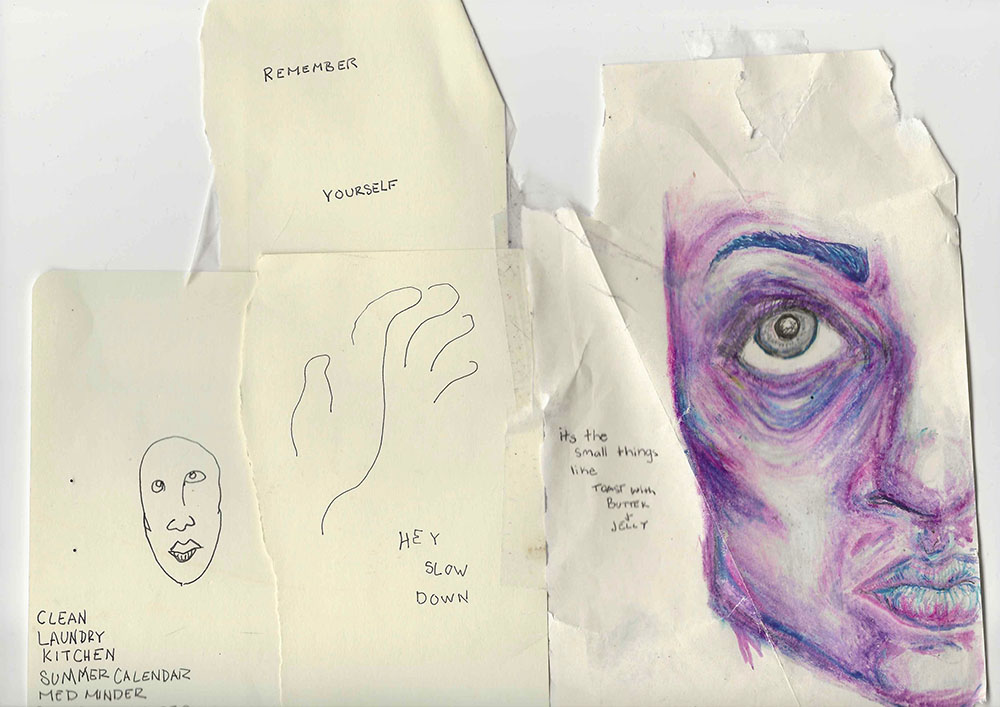 REMEMBER
YOURSELF
HEY
SLOW
DOWN
its the
small things
like
TOAST with
BUTTER
+
JELLY
CLEAN
LAUNDRY
KITCHEN
SUMMER CALENDAR
MED MINDER